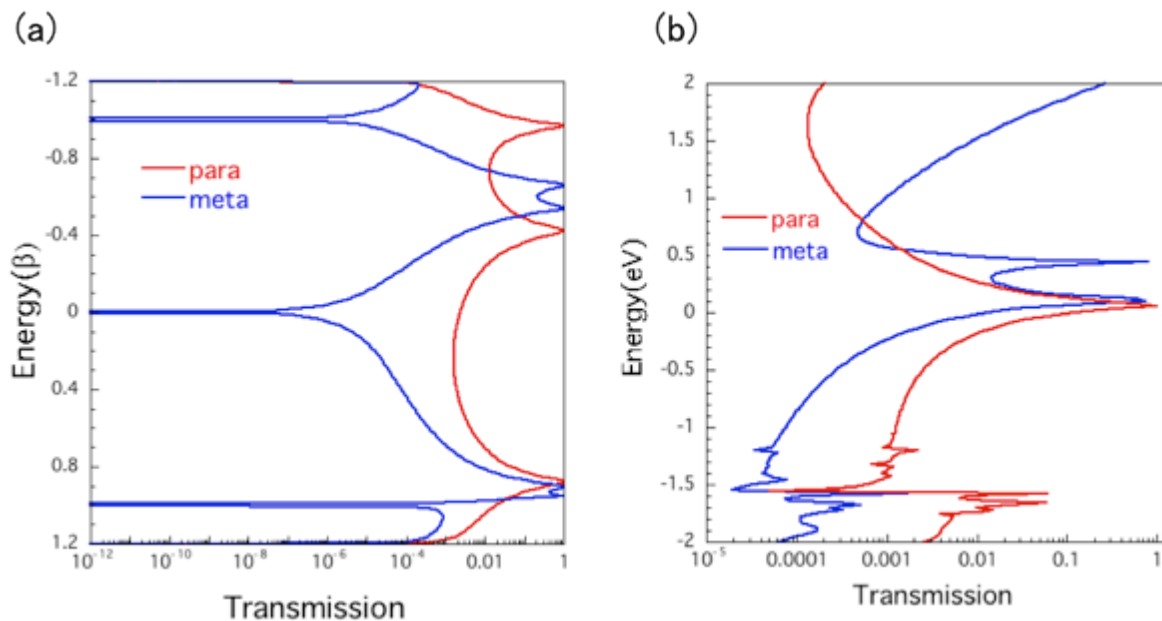 (a)
(b)
-1.2
-0.8
-0.4
0
0.4
0.8
1.2
Energy(β)
para
meta
10-12
10-10
10-8
10-6
10-4
0.01
1
Transmission
2
1.5
1
0.5
0
-0.5
-1
-1.5
-2
Energy(eV)
para
meta
10-5
0.0001
0.001
0.01
0.1
1
Transmission